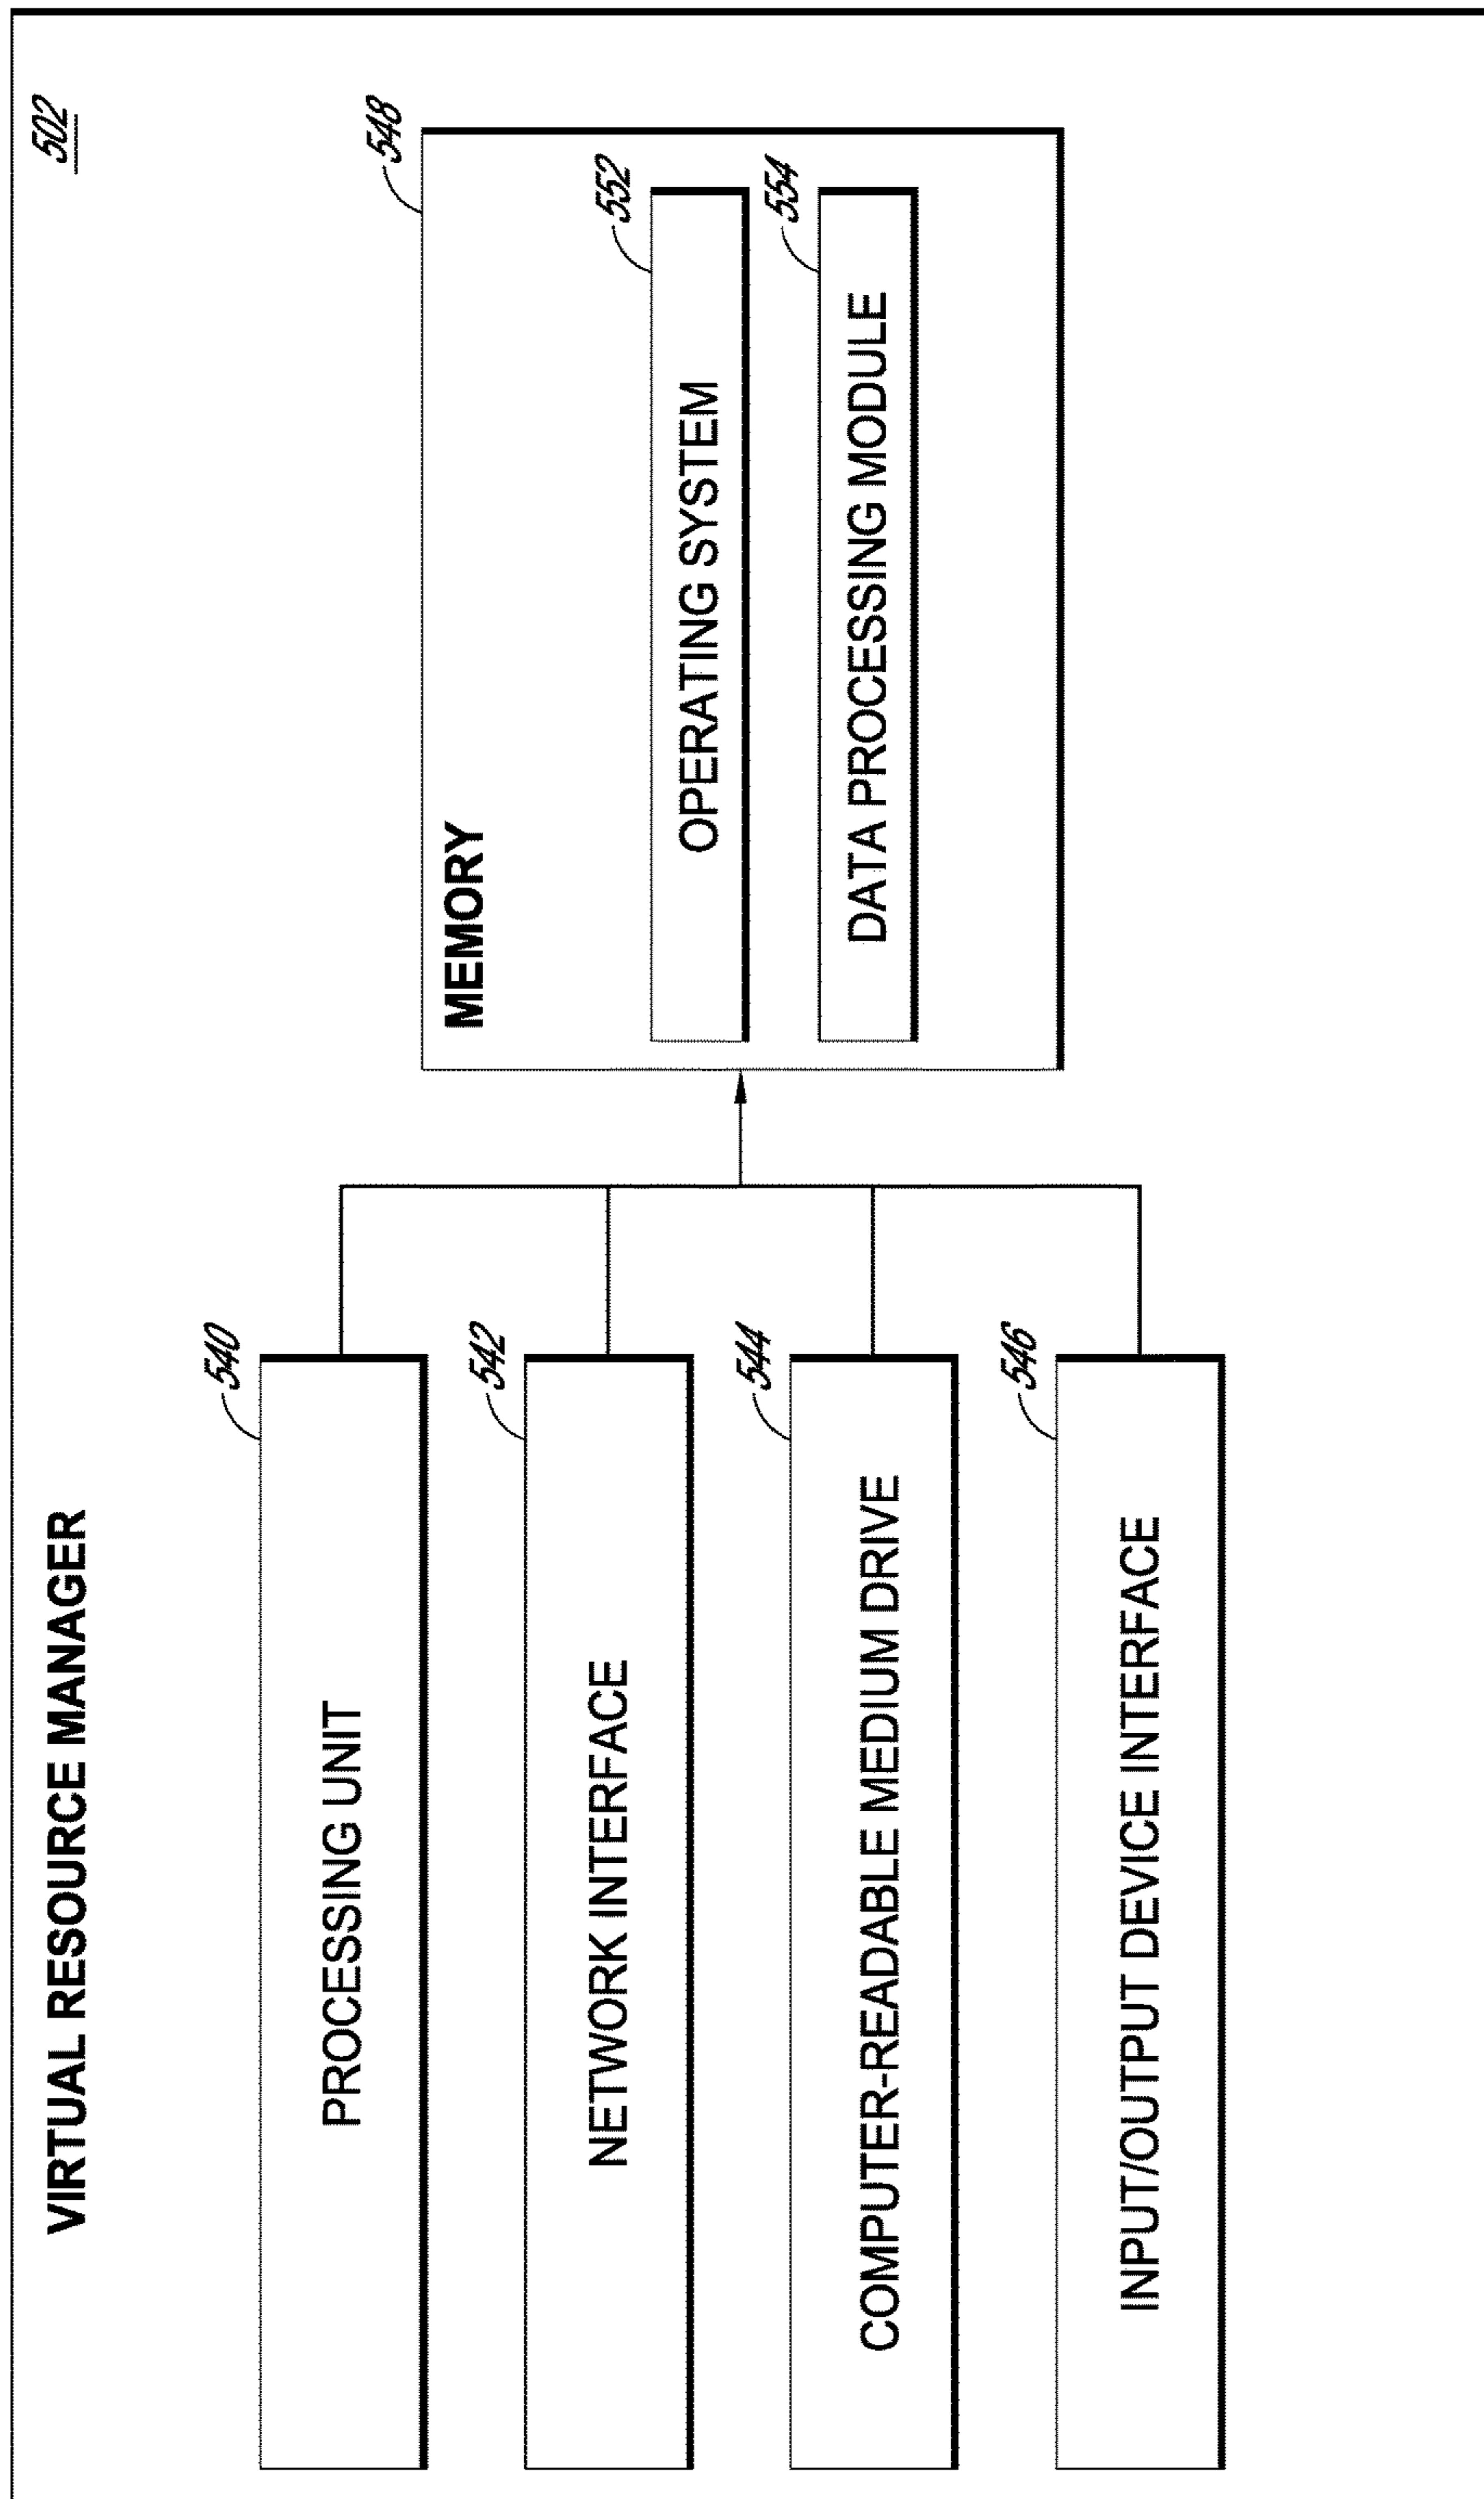 VIRTUAL RESOURCE MANAGER
502
540
PROCESSING UNIT
542
NETWORK INTERFACE
544
COMPUTER-READABLE MEDIUM DRIVE
546
INPUT/OUTPUT DEVICE INTERFACE
548
MEMORY
552
OPERATING SYSTEM
554
DATA PROCESSING MODULE